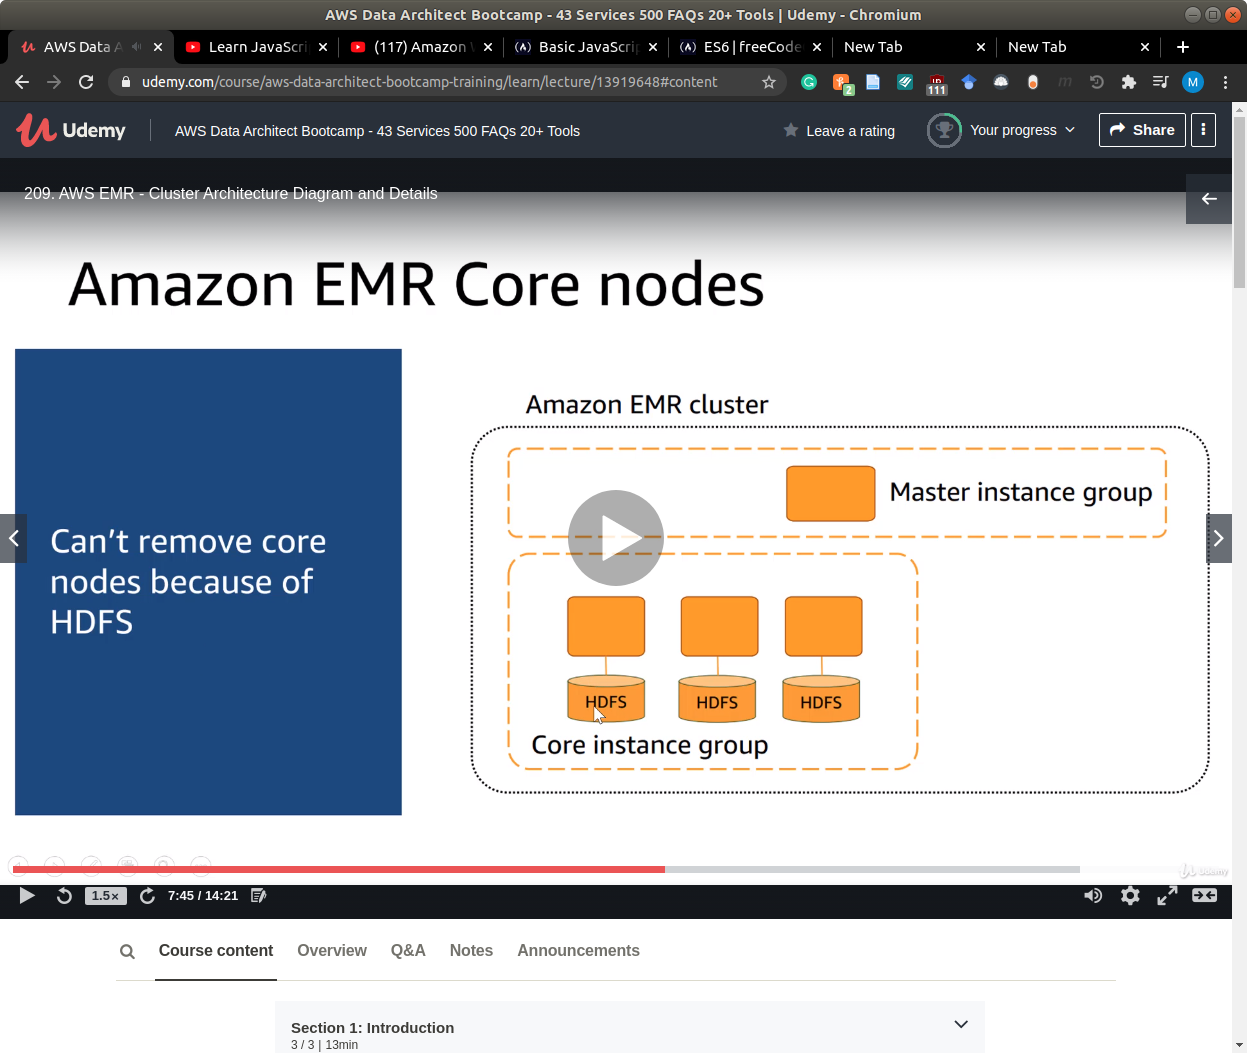 AWS Data Architect Bootcamp - 43 Services 500 FAQs 20+ Tools | Udemy - Chromium
AWS Data A
Learn JavaScri
(117) Amazon
Basic JavaScrip
ES6 | freeCode
New Tab
New Tab
udemy.com/course/aws-data-architect-bootcamp-training/learn/lecture/13919648#content
2
111
M
Udemy
AWS Data Architect Bootcamp - 43 Services 500 FAQs 20+ Tools
Leave a rating
Your progress
Share
209. AWS EMR - Cluster Architecture Diagram and Details
Amazon EMR Core nodes
Can't remove core
nodes because of
HDFS
Amazon EMR cluster
Master instance group
HDFS
HDFS
HDFS
Core instance group
Udemy
1.5×
7:45 / 14:21
Course content
Overview
Q&A
Notes
Announcements
Section 1: Introduction
3 / 3 | 13min